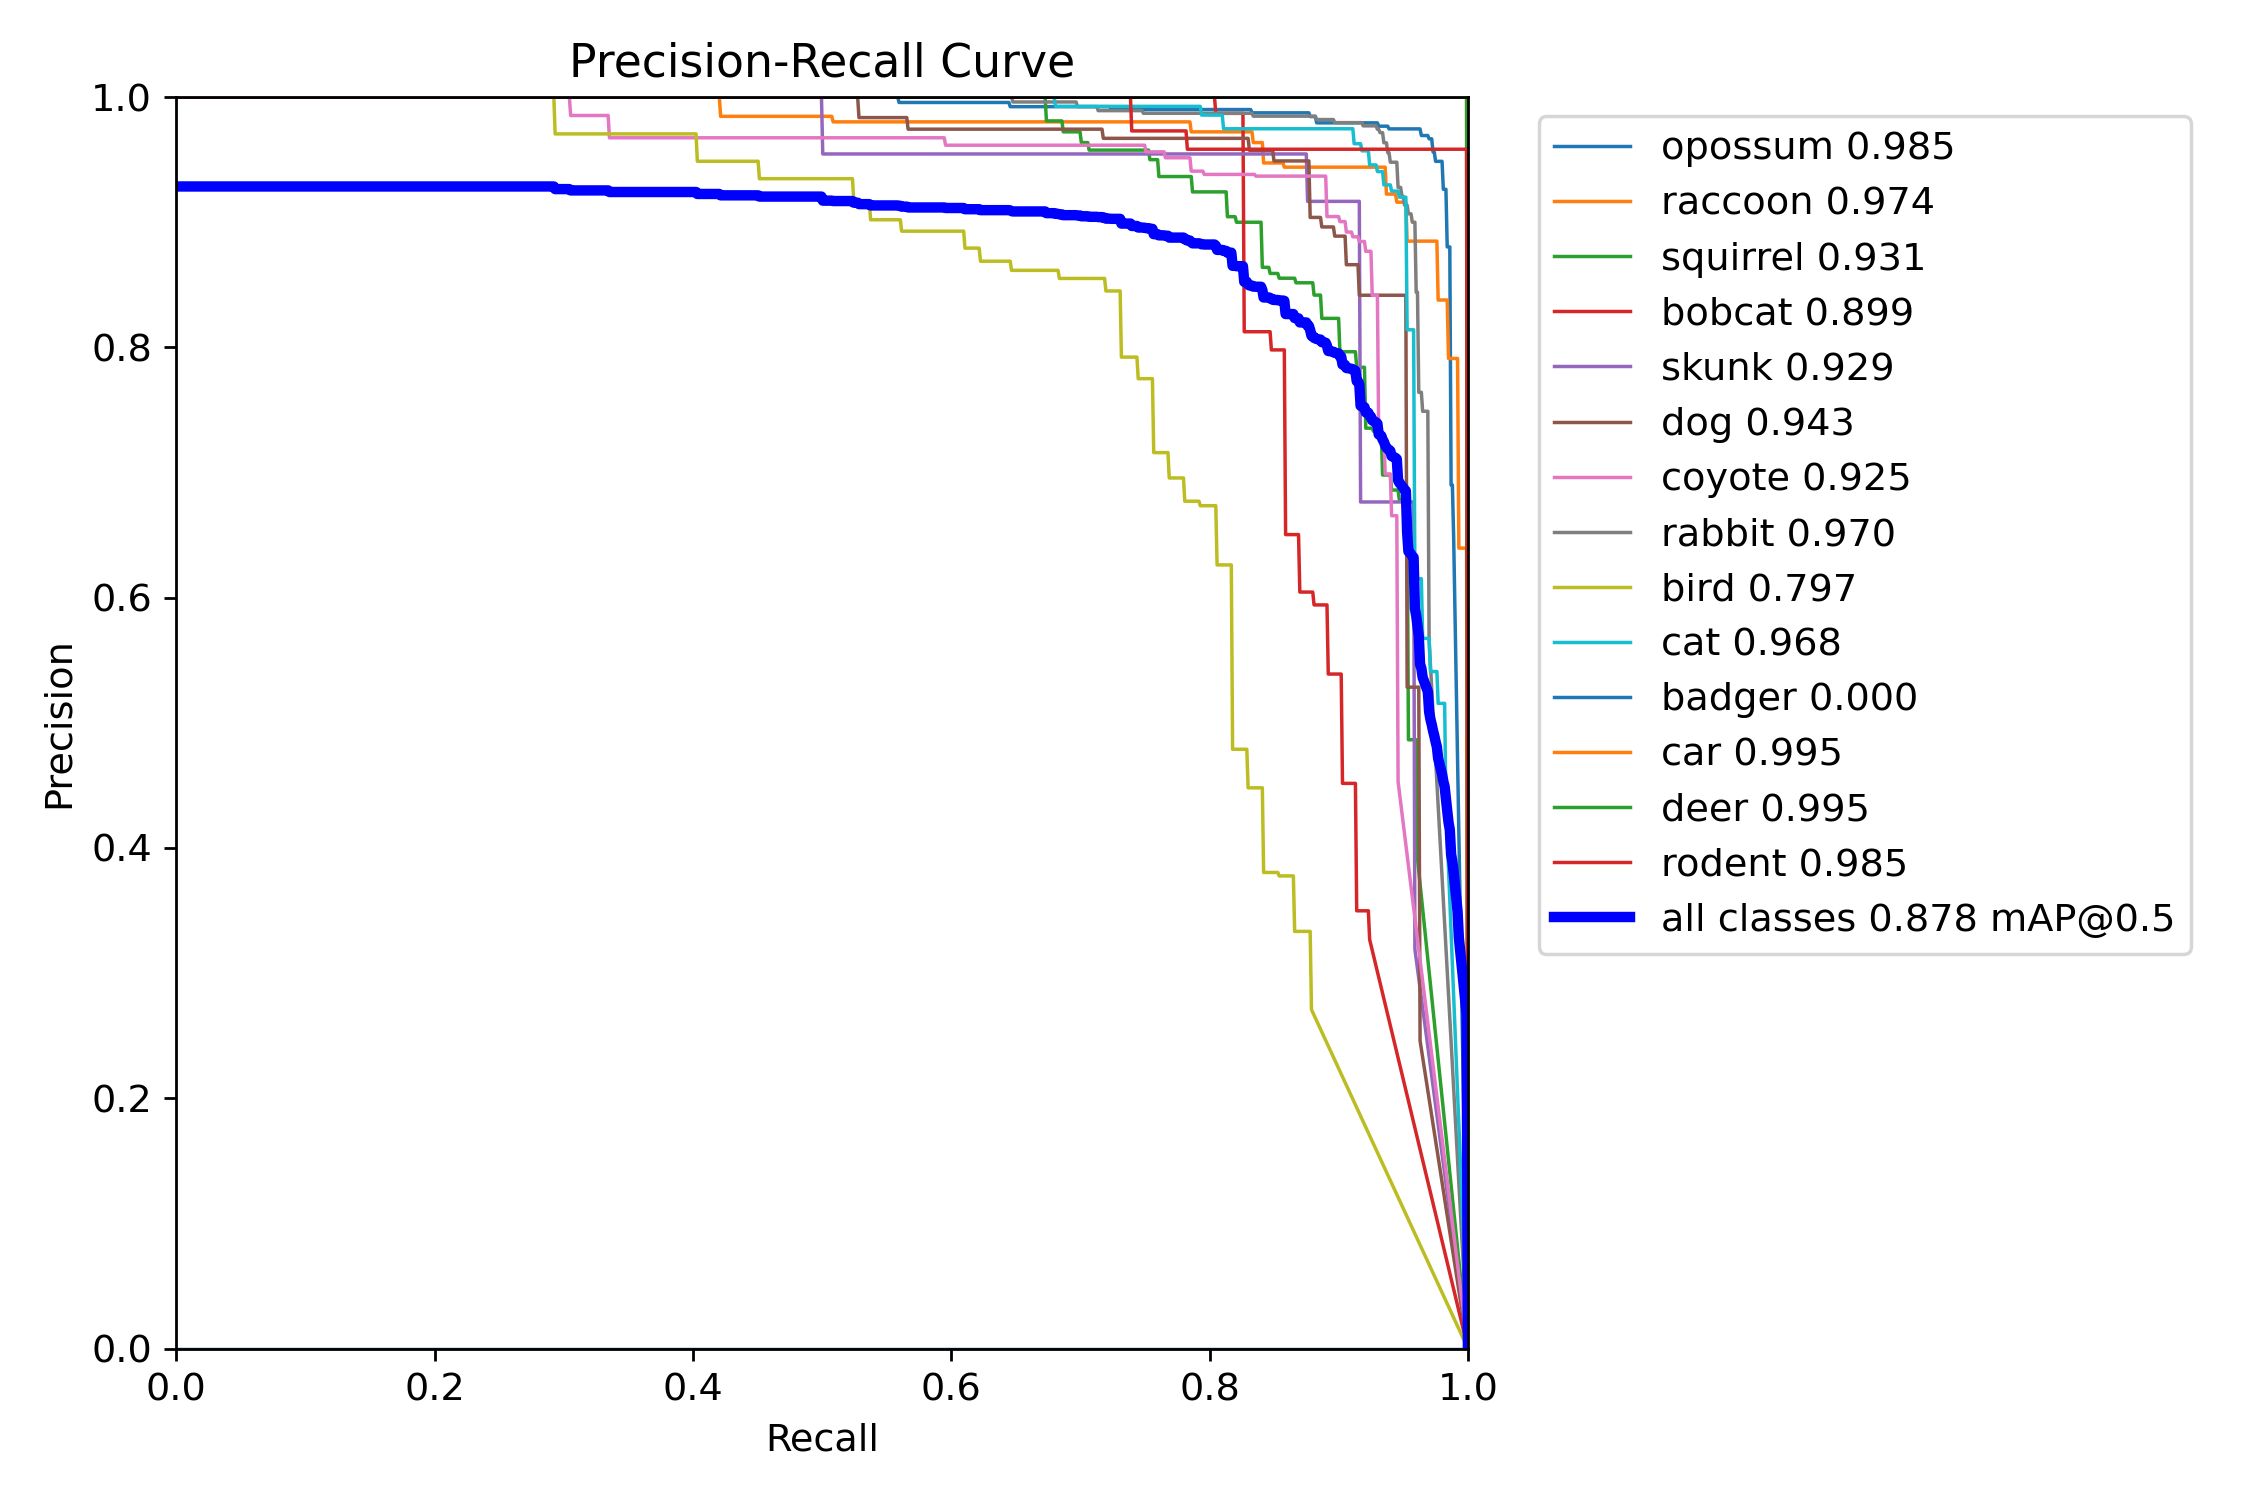 Precision-Recall Curve
1.0
0.8
0.6
0.4
0.2
0.0
Precision
0.0 0.2 0.4 0.6 0.8 1.0
Recall
opossum 0.985
raccoon 0.974
squirrel 0.931
bobcat 0.899
skunk 0.929
dog 0.943
coyote 0.925
rabbit 0.970
bird 0.797
cat 0.968
badger 0.000
car 0.995
deer 0.995
rodent 0.985
all classes 0.878 mAP@0.5